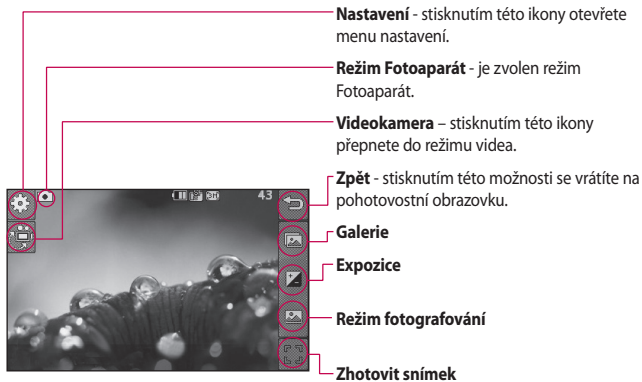 Nastavení - stisknutím této ikony otevřete
menu nastavení.
Režim Fotoaparát - je zvolen režim
Fotoaparát.
Videokamera – stisknutím této ikony
přepnete do režimu videa.
Zpět - stisknutím této možnosti se vrátíte na
pohotovostní obrazovku.
43
Galerie
Expozice
Režim fotografování
Zhotovit snímek